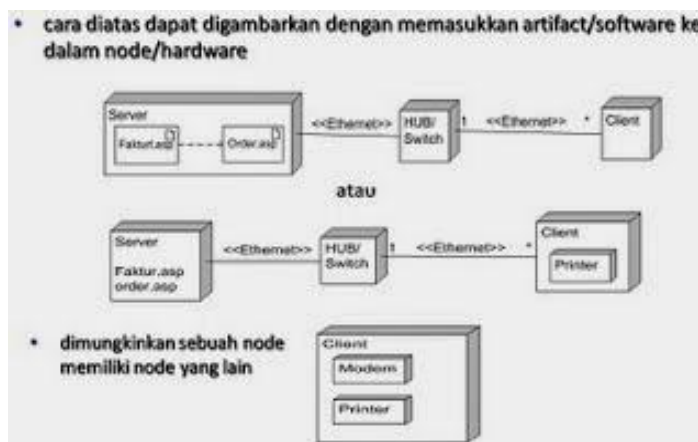 • cara diatas dapat digambarkan dengan memasukkan artifact/software ke
dalam node/hardware
Server
Faktur.asp
Order.asp
<<Ethernet>>
HUB/
Switch
1
<<Ethernet>>
*
Client
atau
Server
Faktur.asp
order.asp
<<Ethernet>>
HUB/
Switch
1
<<Ethernet>>
*
Client
Printer
• dimungkinkan sebuah node
memiliki node yang lain
Client
Modem
Printer